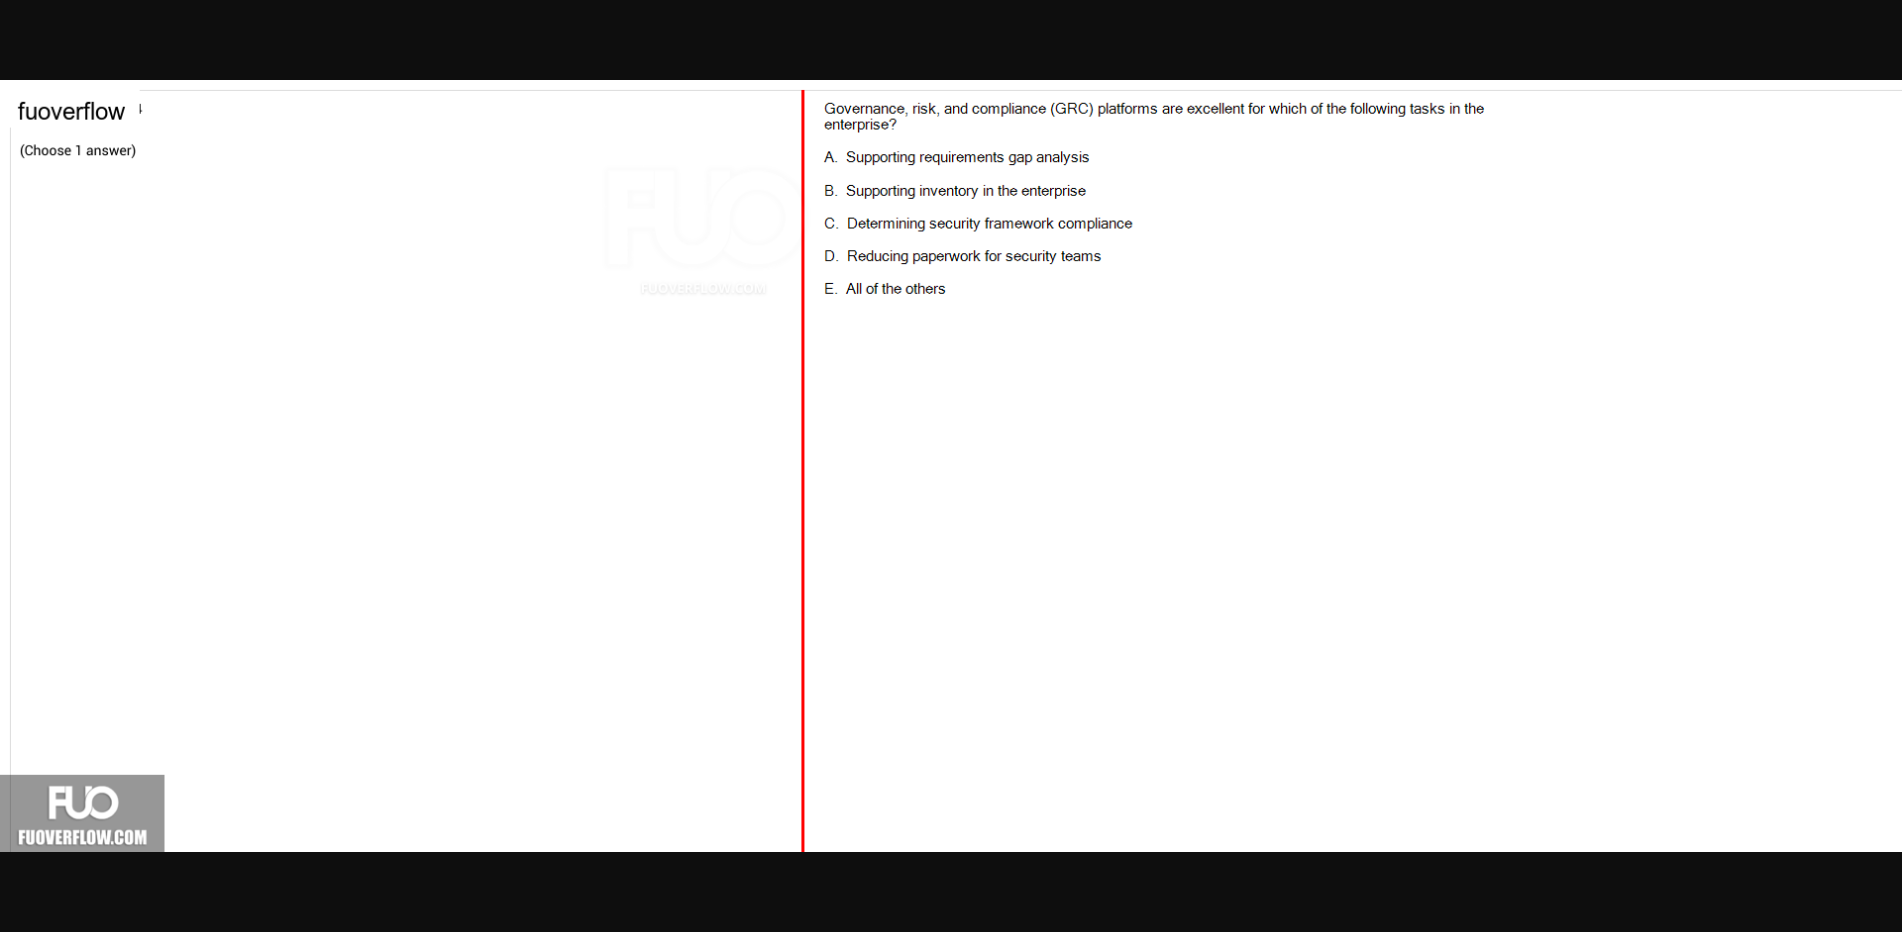 fuoverflow
(Choose 1 answer)
Governance, risk, and compliance (GRC) platforms are excellent for which of the following tasks in the
enterprise?
A. Supporting requirements gap analysis
B. Supporting inventory in the enterprise
C. Determining security framework compliance
D. Reducing paperwork for security teams
E. All of the others
FUO
FUOVERFLOW.COM
FUO
FUOVERFLOW.COM